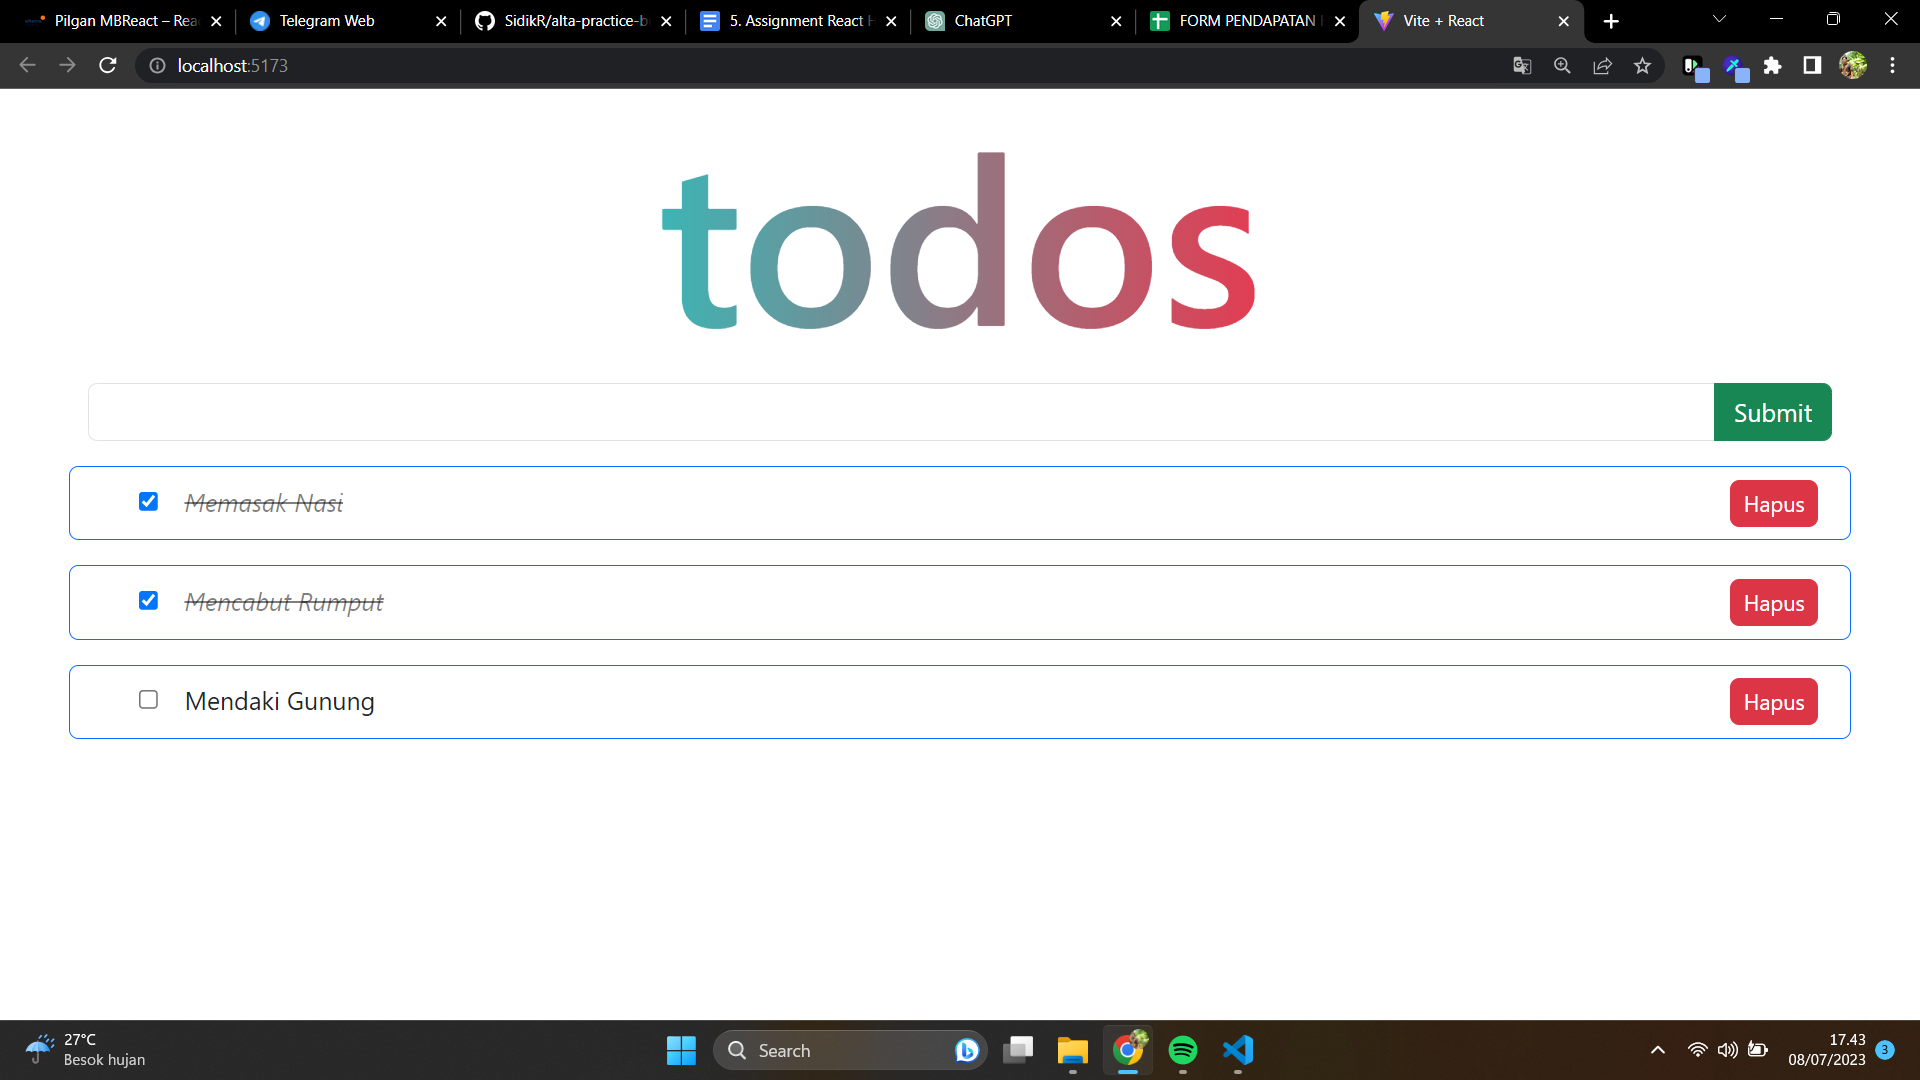 Pilgan MBReact – Rea
Telegram Web
SidikR/alta-practice-b
5. Assignment React H
ChatGPT
FORM PENDAPATAN
Vite + React
localhost:5173
todos
Submit
Memasak Nasi
Hapus
Mencabut Rumput
Hapus
Mendaki Gunung
Hapus
27°C
Besok hujan
Search
17.43
08/07/2023
3